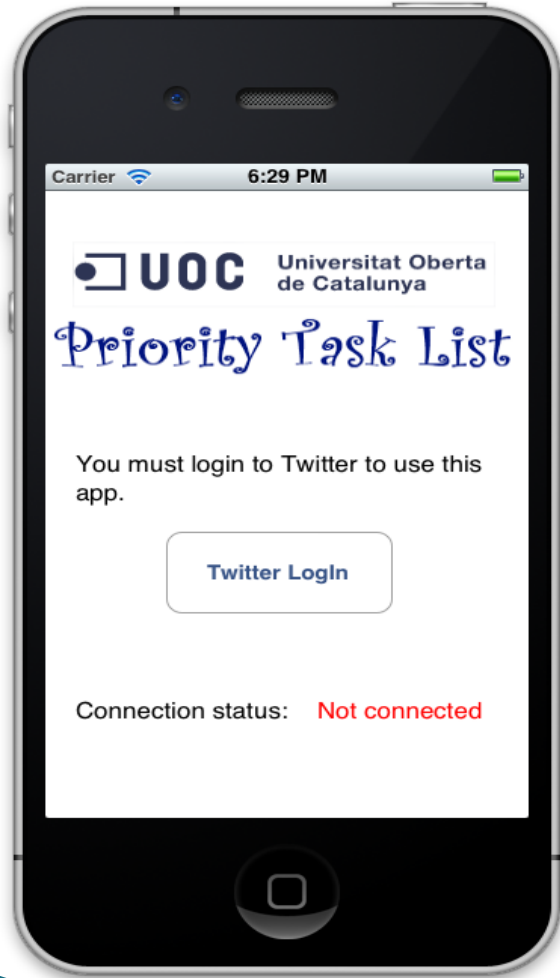 Carrier 6:29 PM
UOC Universitat Oberta
de Catalunya
Priority Task List
You must login to Twitter to use this
app.
Twitter LogIn
Connection status: Not connected